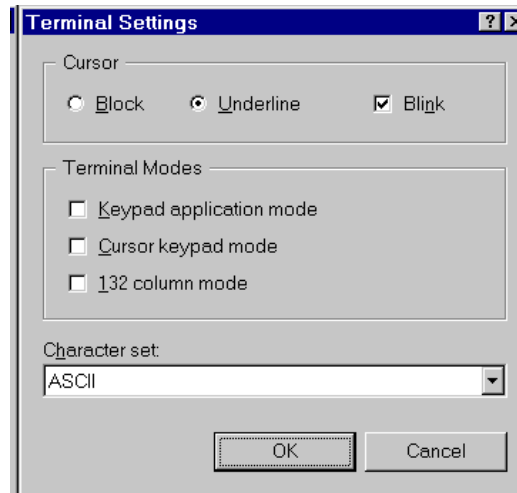 Terminal Settings
Cursor
Block Underline Blink
Terminal Modes
Keypad application mode
Cursor keypad mode
132 column mode
Character set:
ASCII
OK Cancel